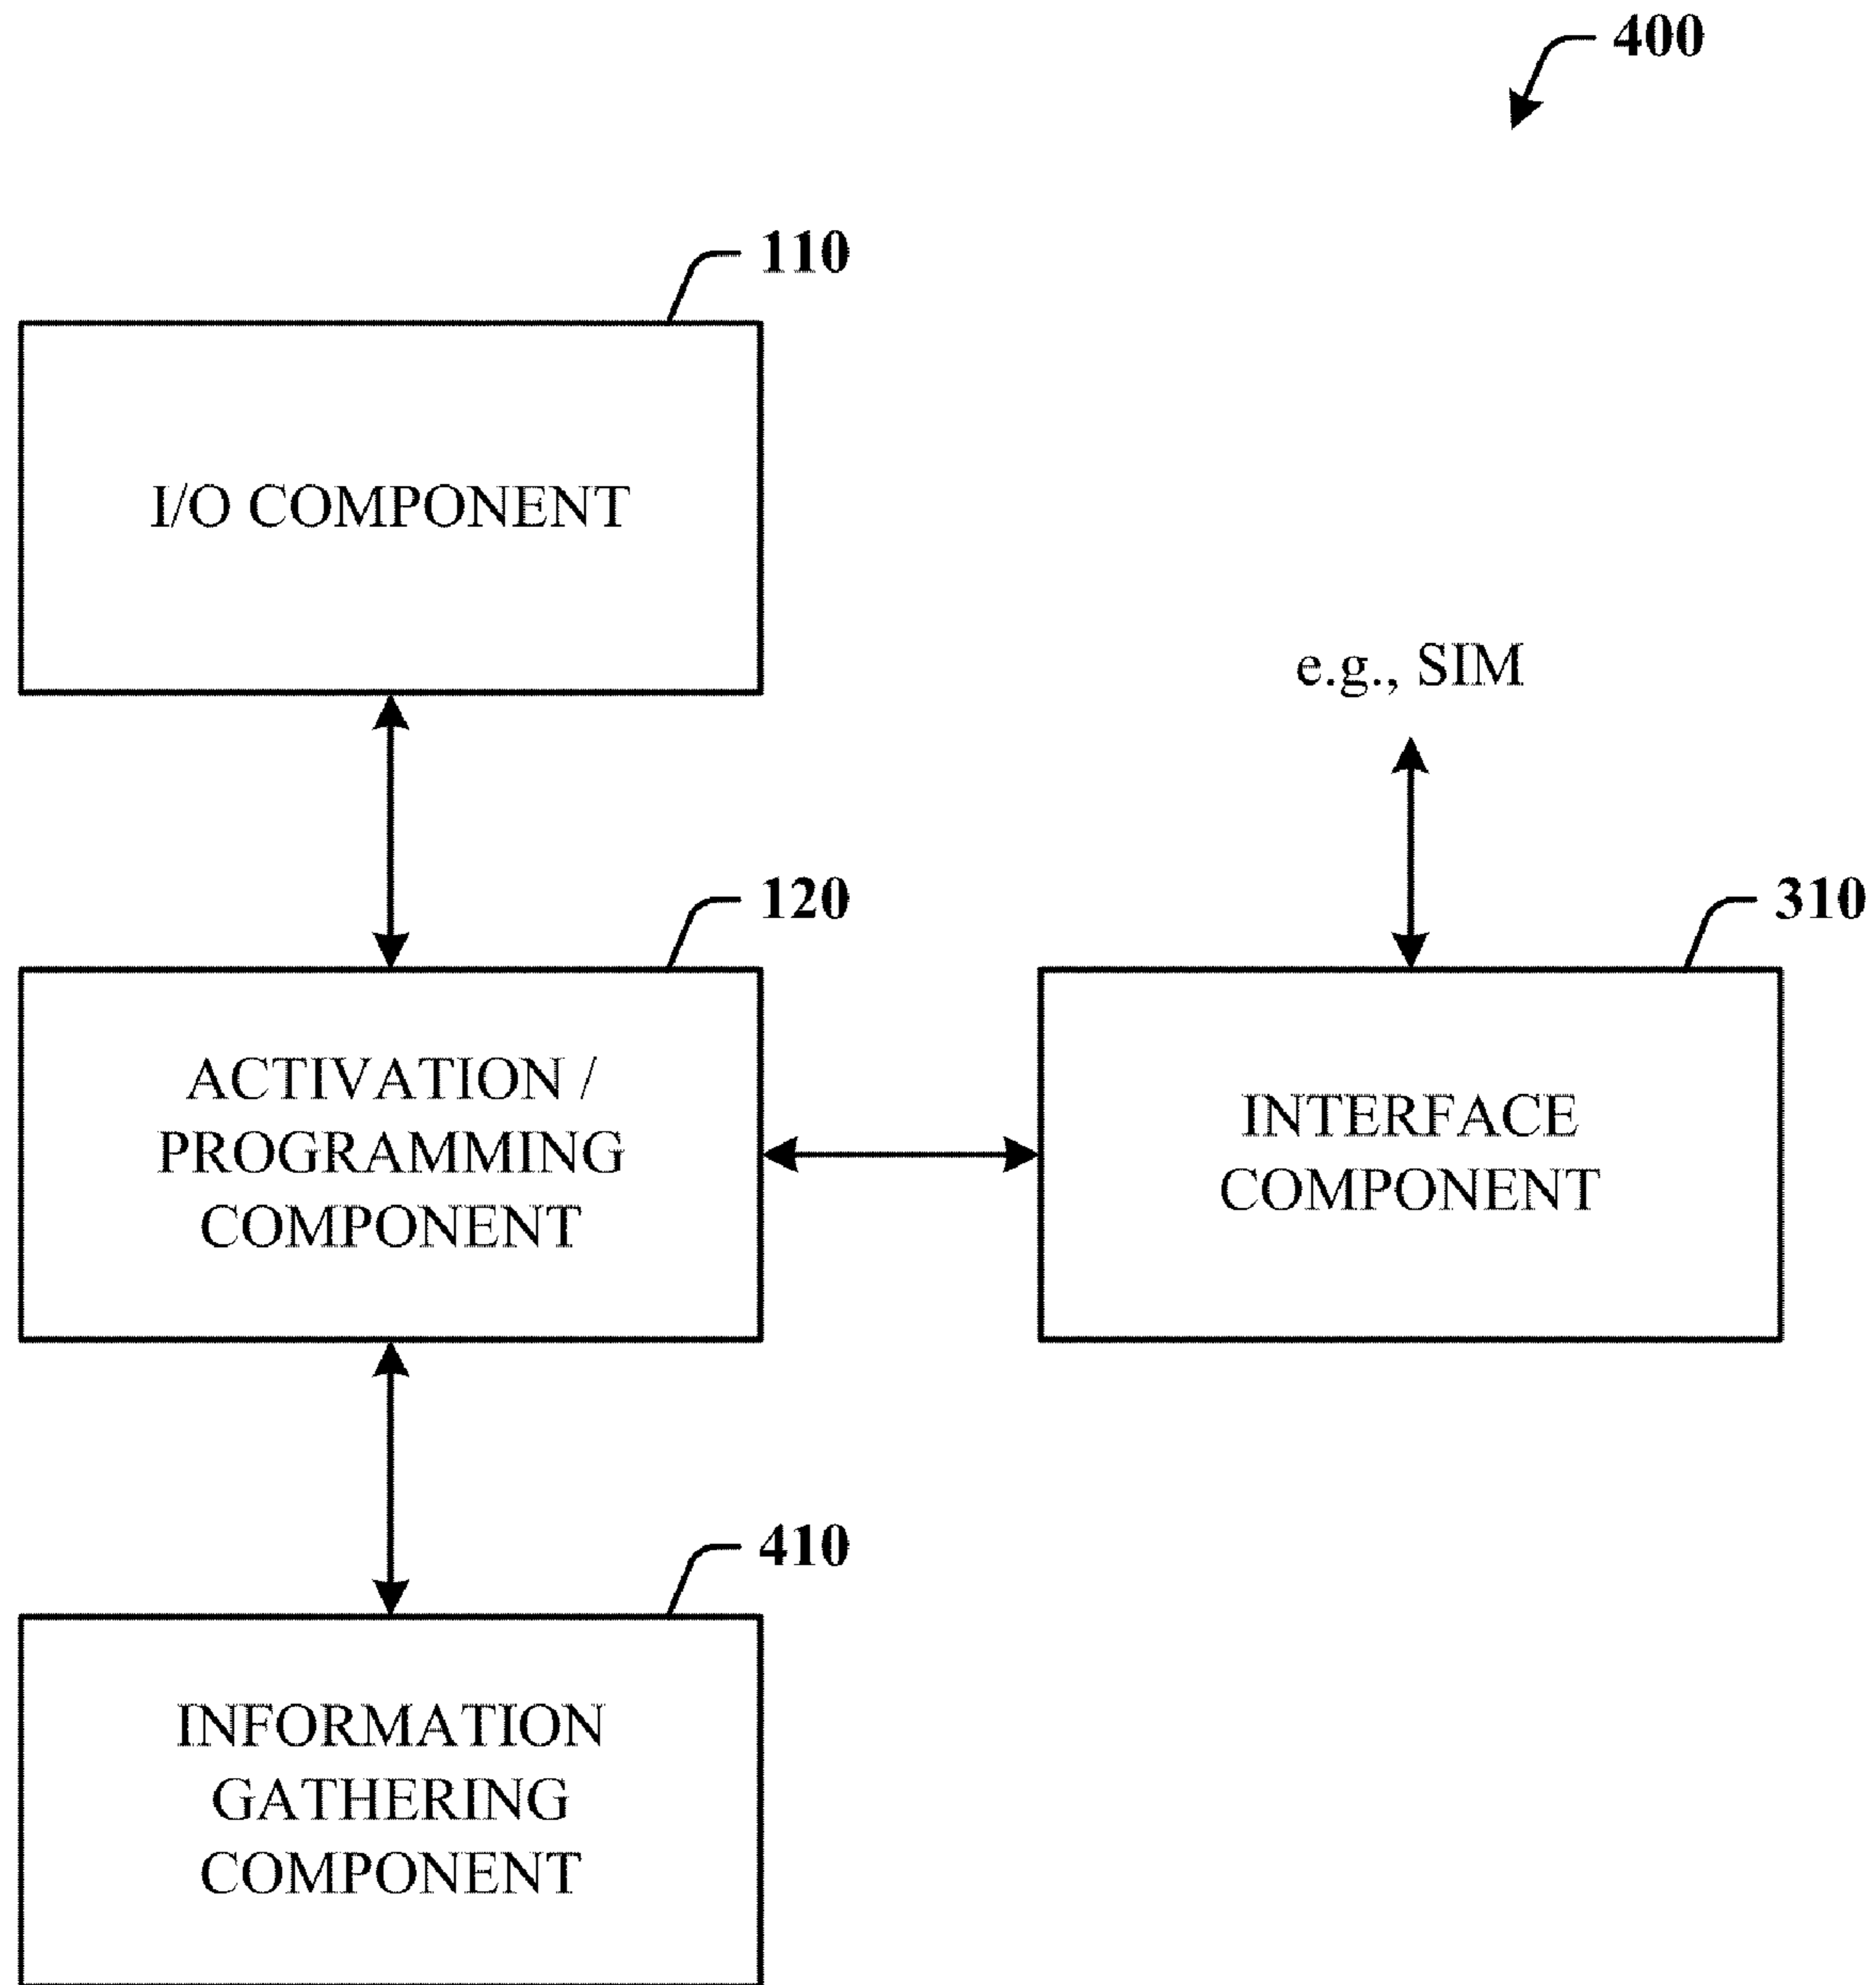 400
110
I/O COMPONENT
e.g., SIM
120
310
ACTIVATION /
PROGRAMMING
COMPONENT
INTERFACE
COMPONENT
410
INFORMATION
GATHERING
COMPONENT